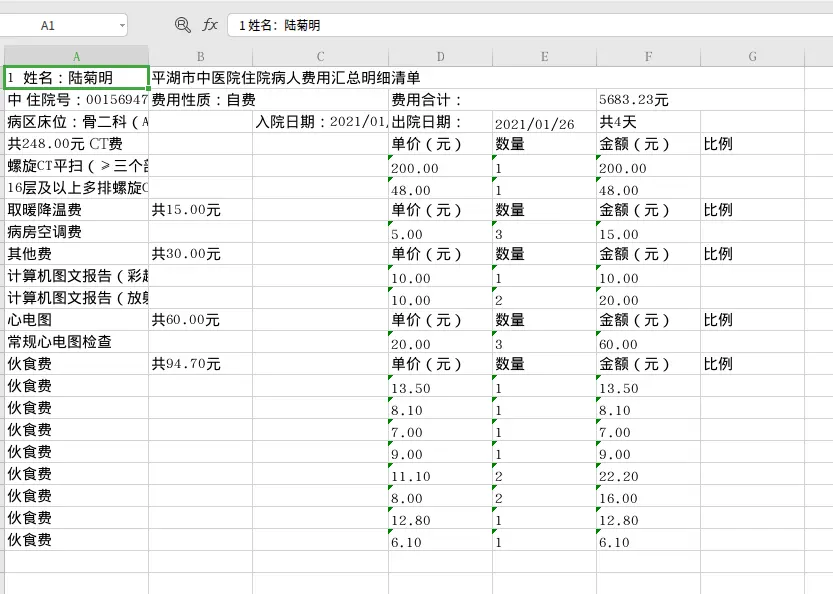 A1 fx 1 姓名：陆菊明
A B C D E F G
1 姓名：陆菊明 平湖市中医院住院病人费用汇总明细清单
中 住院号：00156947 费用性质：自费 费用合计： 5683.23元
病区床位：骨二科（A 入院日期：2021/01/ 出院日期： 2021/01/26 共4天
共248.00元 CT费 单价（元） 数量 金额（元） 比例
螺旋CT平扫（≥三个部 200.00 1 200.00
16层及以上多排螺旋C 48.00 1 48.00
取暖降温费 共15.00元 单价（元） 数量 金额（元） 比例
病房空调费 5.00 3 15.00
其他费 共30.00元 单价（元） 数量 金额（元） 比例
计算机图文报告（彩超 10.00 1 10.00
计算机图文报告（放射 10.00 2 20.00
心电图 共60.00元 单价（元） 数量 金额（元） 比例
常规心电图检查 20.00 3 60.00
伙食费 共94.70元 单价（元） 数量 金额（元） 比例
伙食费 13.50 1 13.50
伙食费 8.10 1 8.10
伙食费 7.00 1 7.00
伙食费 9.00 1 9.00
伙食费 11.10 2 22.20
伙食费 8.00 2 16.00
伙食费 12.80 1 12.80
伙食费 6.10 1 6.10